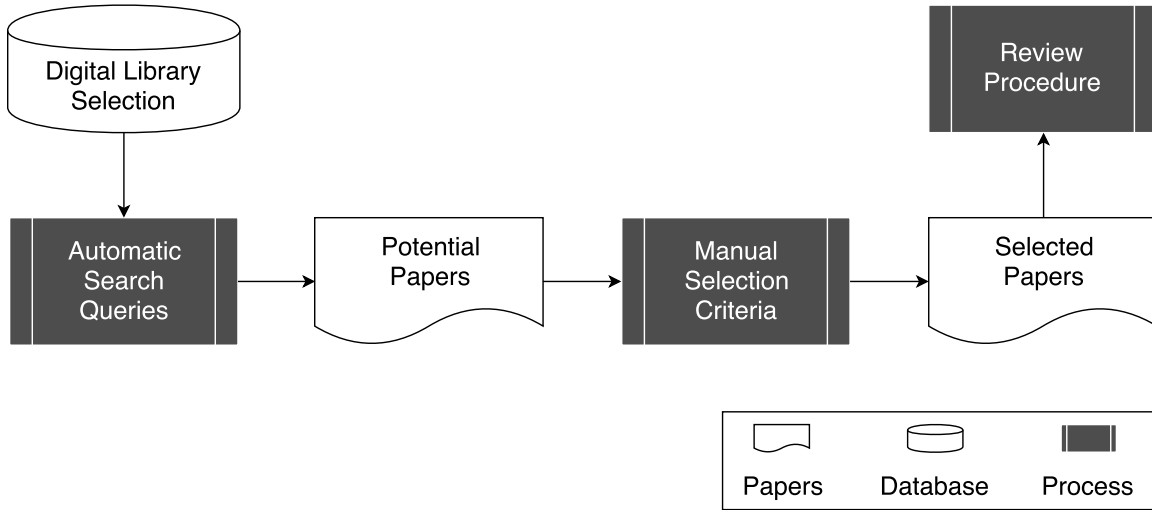 Digital Library
Selection
Review
Procedure
Automatic
Search
Queries
Potential
Papers
Manual
Selection
Criteria
Selected
Papers
Papers
Database
Process